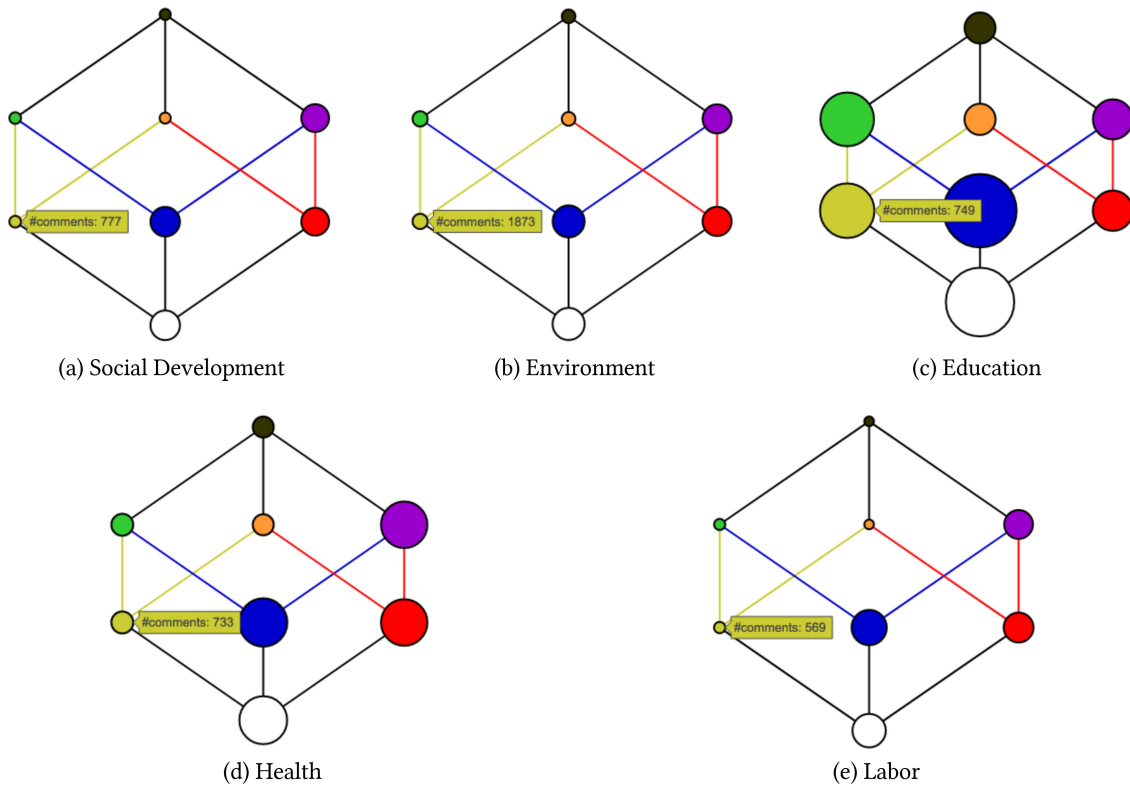 #comments: 777
#comments: 1873
#comments: 749
(a) Social Development
(b) Environment
(c) Education
#comments: 733
#comments: 569
(d) Health
(e) Labor